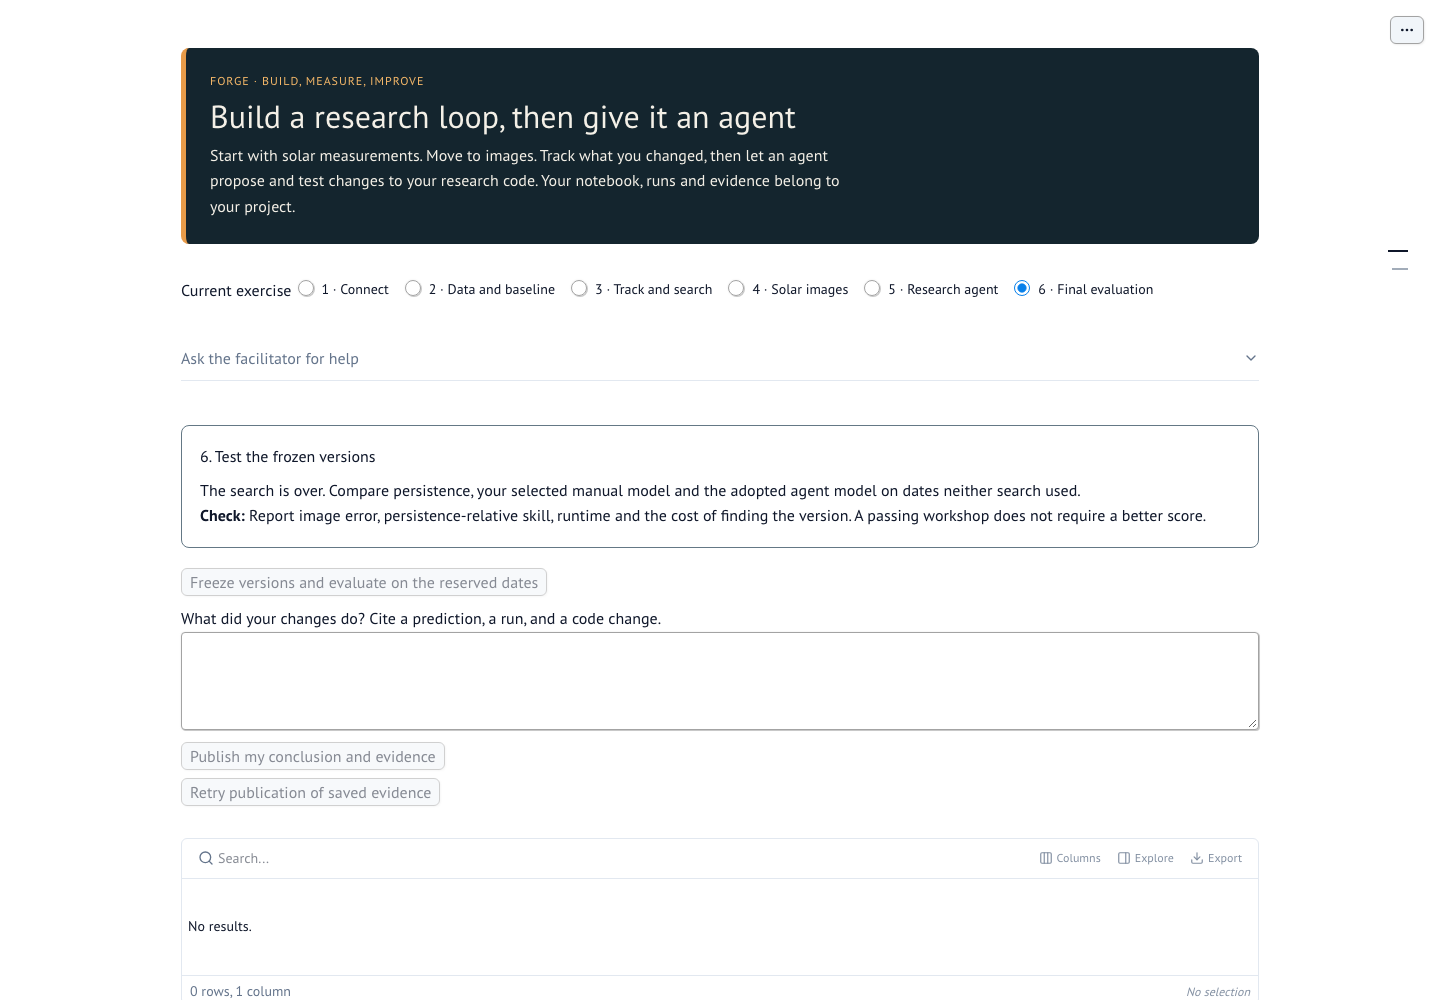 FORGE · BUILD, MEASURE, IMPROVE
Build a research loop, then give it an agent
Start with solar measurements. Move to images. Track what you changed, then let an agent
propose and test changes to your research code. Your notebook, runs and evidence belong to
your project.
Current exercise 1 · Connect 2 · Data and baseline 3 · Track and search 4 · Solar images 5 · Research agent 6 · Final evaluation
Ask the facilitator for help
6. Test the frozen versions
The search is over. Compare persistence, your selected manual model and the adopted agent model on dates neither search used.
Check: Report image error, persistence-relative skill, runtime and the cost of finding the version. A passing workshop does not require a better score.
Freeze versions and evaluate on the reserved dates
What did your changes do? Cite a prediction, a run, and a code change.
Publish my conclusion and evidence
Retry publication of saved evidence
Search... Columns Explore Export
No results.
0 rows, 1 column No selection